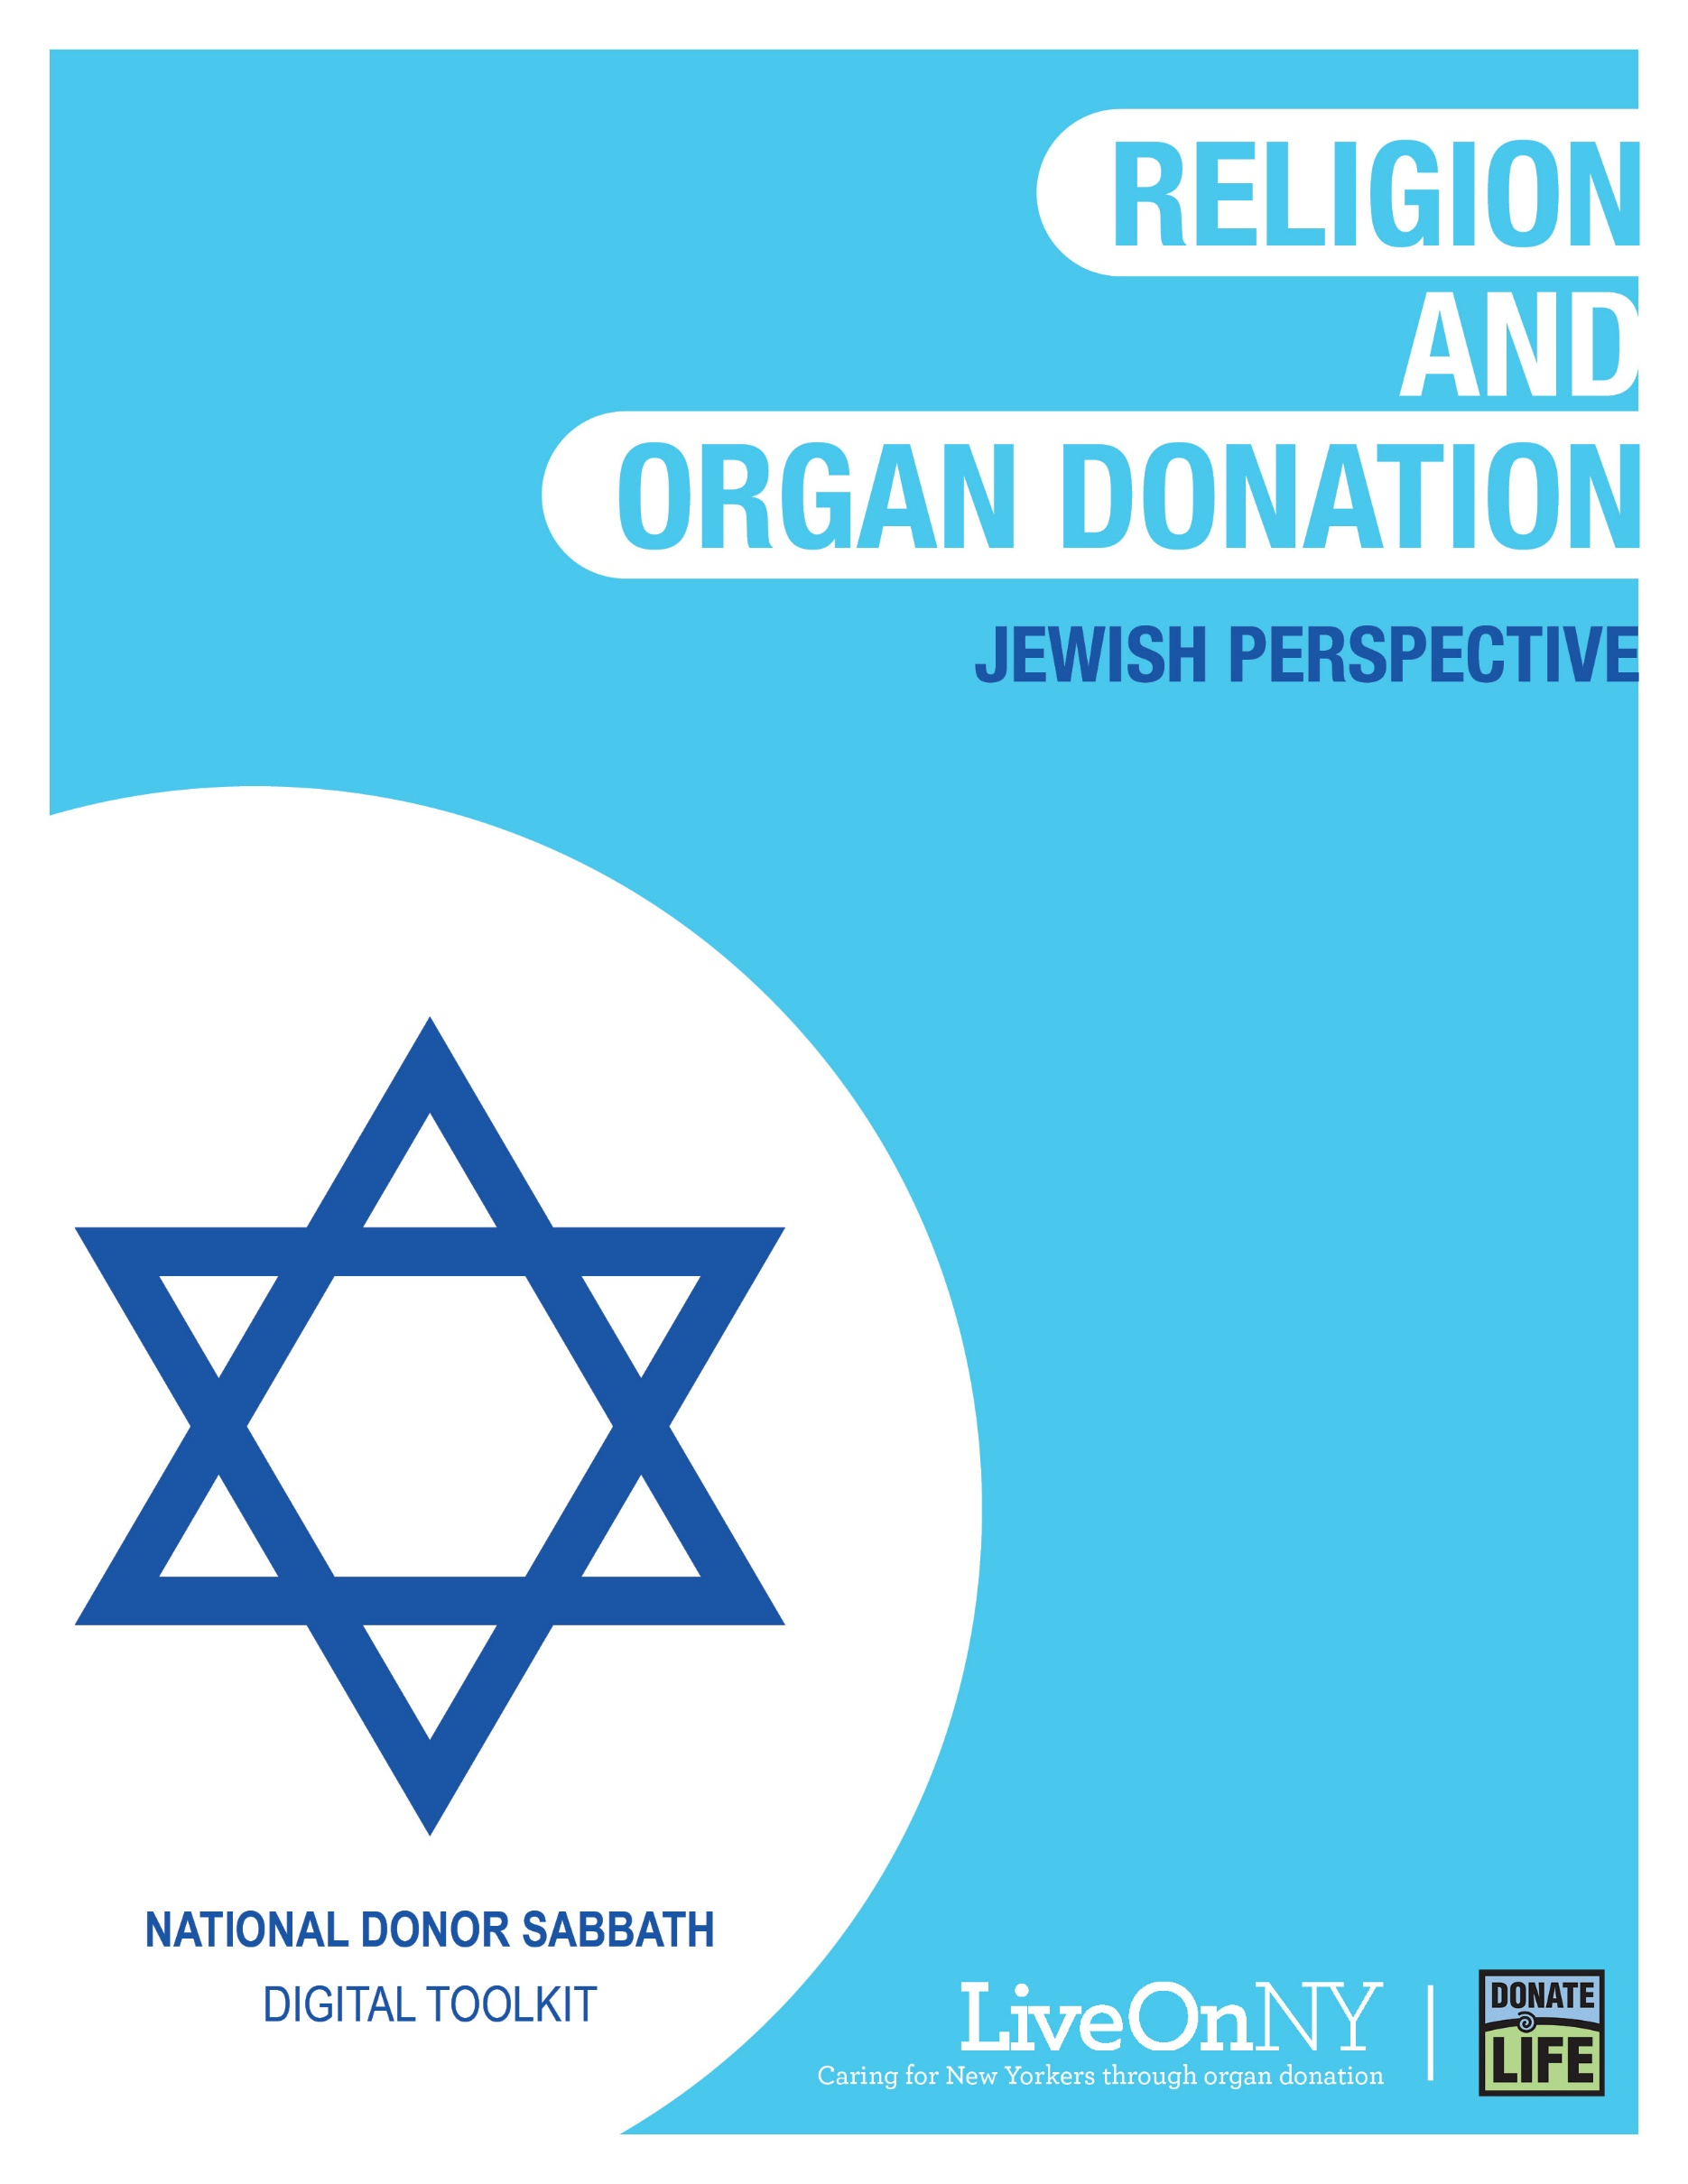 RELIGION
AND
ORGAN DONATION
JEWISH PERSPECTIVE
NATIONAL DONOR SABBATH
DIGITAL TOOLKIT
LiveOnNY
Caring for New Yorkers through organ donation
DONATE
LIFE